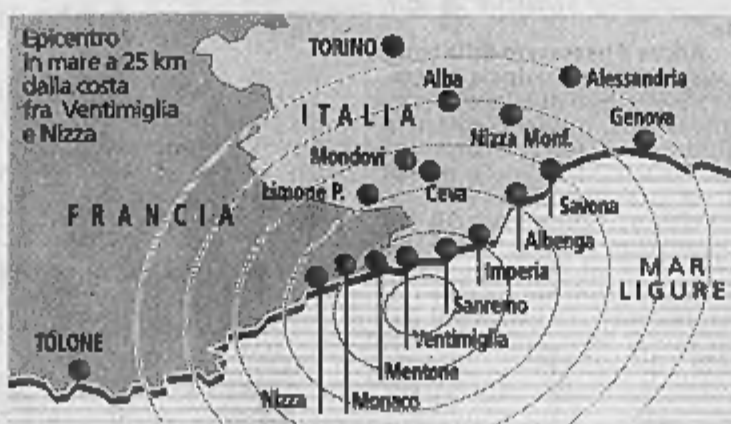 Epicentro
in mare a 25 km
dalla costa
fra Ventimiglia
e Nizza
TORINO
Alba
Alessandria
ITALIA
Nizza Monf.
Genova
Mondovi
Limone P.
Ceva
Savona
FRANCIA
Albenga
Imperia
MAR
LIGURE
Sanremo
Ventimiglia
TOLONE
Mentone
Nizza
Monaco